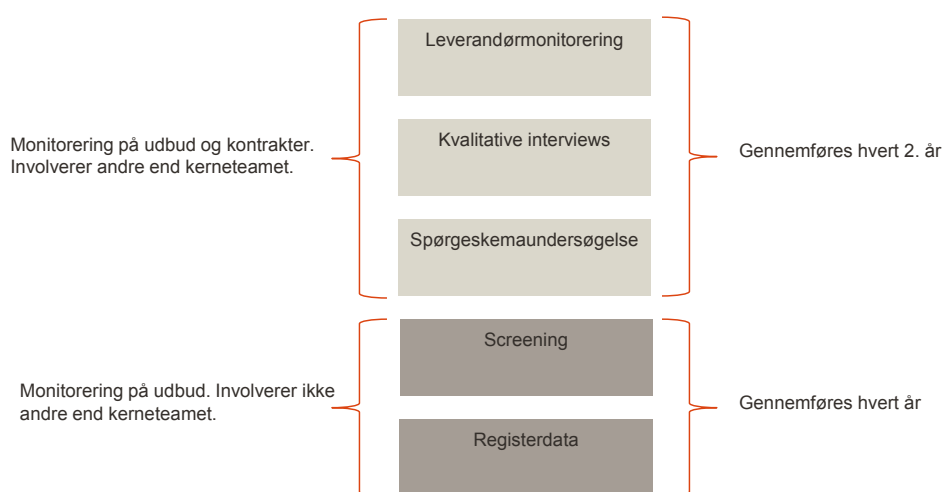 Leverandørmonitorering
Monitorering på udbud og kontrakter.
Involverer andre end kerneteamet.
Kvalitative interviews
Gennemføres hvert 2. år
Spørgeskemaundersøgelse
Screening
Monitorering på udbud. Involverer ikke
andre end kerneteamet.
Gennemføres hvert år
Registerdata